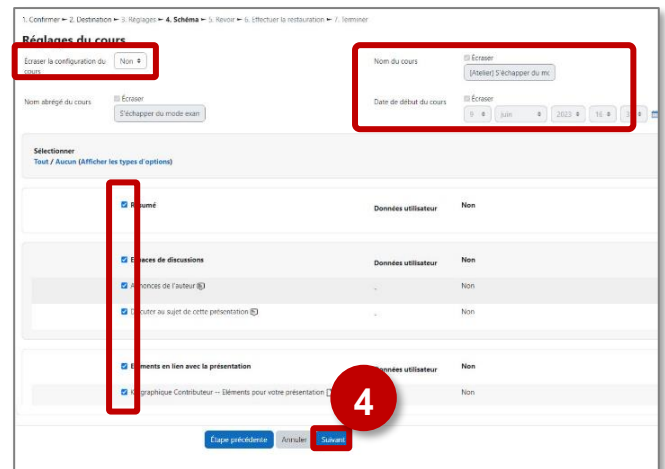 1. Confirmer ► 2. Destination ► 3. Réglages ► 4. Schéma ► 5. Revoir ► 6. Effectuer la restauration ► 7. Terminer
Réglages du cours
Écraser la configuration du cours Non
Nom du cours Écraser
[Atelier] S'échapper du mo
Nom abrégé du cours Écraser
S'échapper du mode exan
Date de début du cours Écraser
juin 2023 16
Sélectionner
Tout / Aucun (Afficher les types d'options)
Résumé Données utilisateur Non
Espaces de discussions Données utilisateur Non
Annonces de l'auteur - Non
Discuter au sujet de cette présentation - Non
Éléments en lien avec la présentation Données utilisateur Non
graphique Contributeur -- Éléments pour votre présentation Non
4
Étape précédente Annuler Suivant